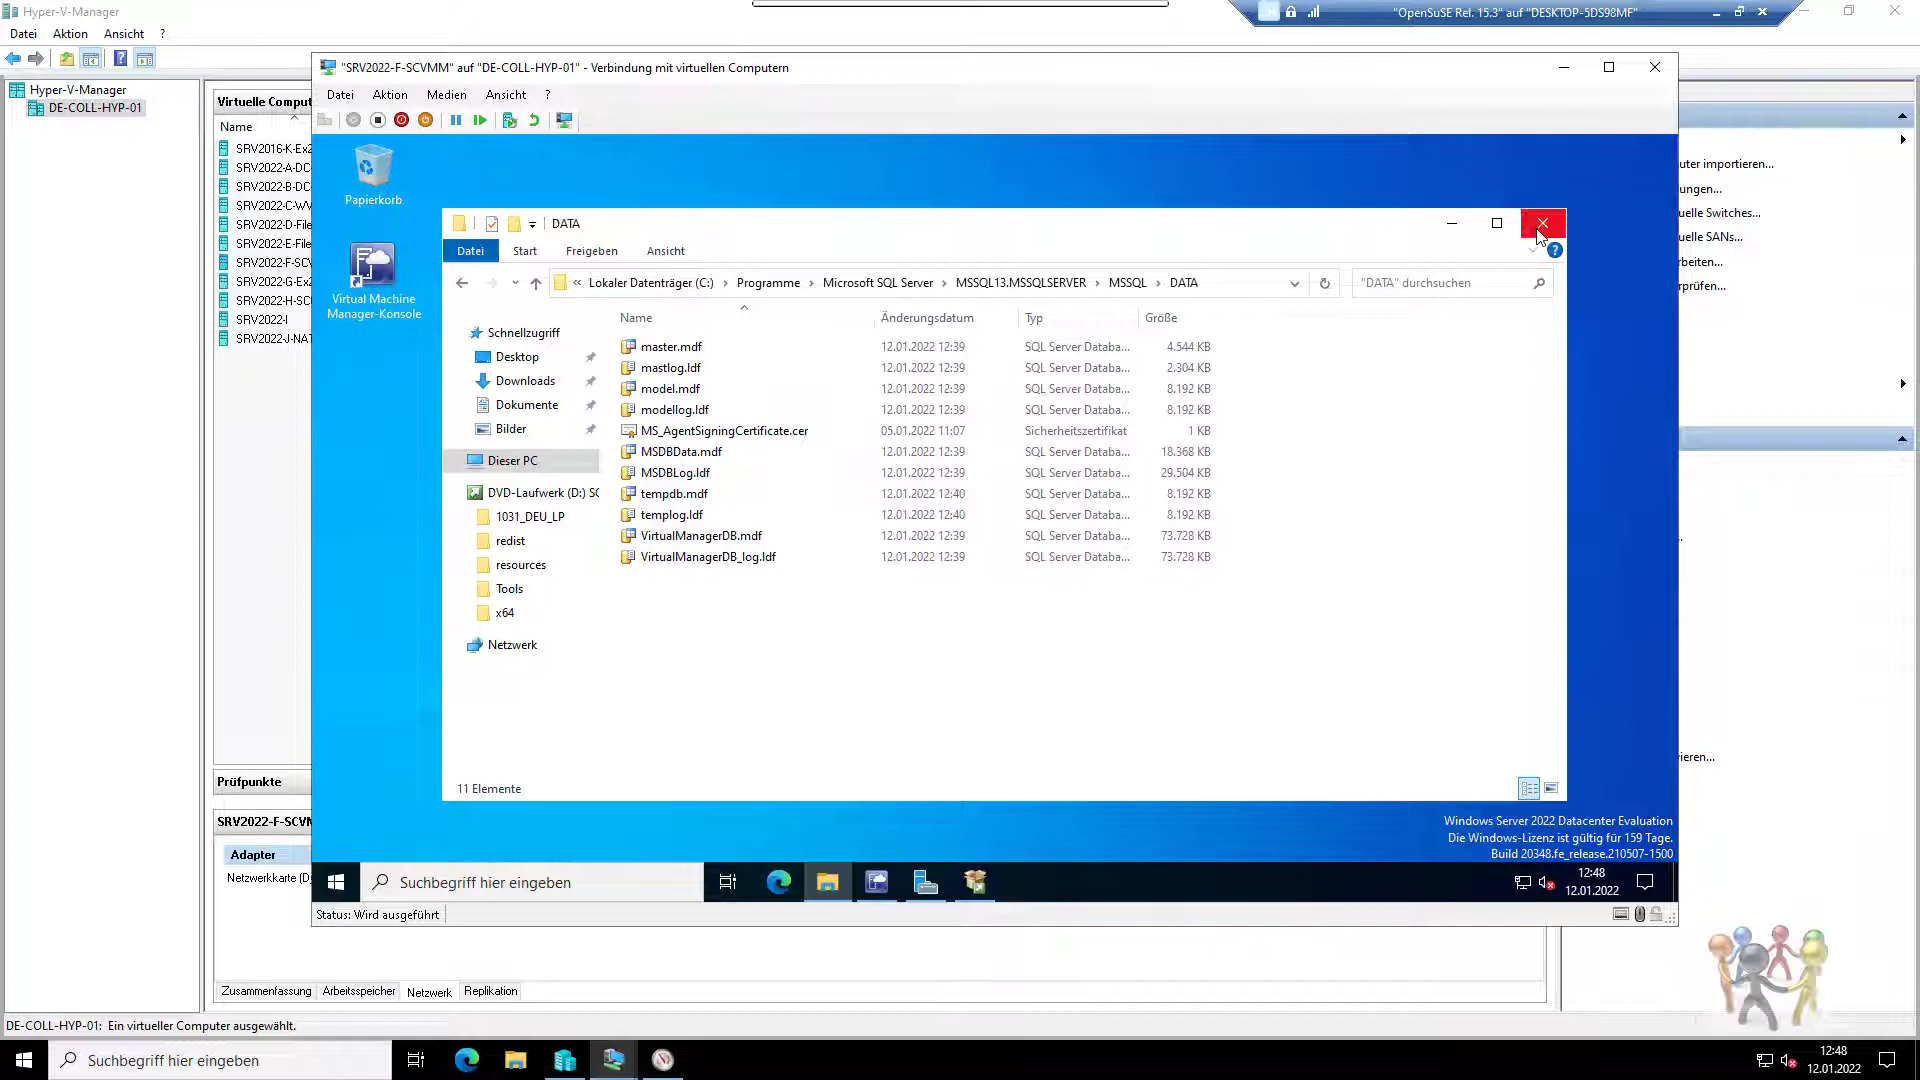 Hyper-V-Manager
"OpenSuSE Rel. 15.3" auf "DESKTOP-5DS98MF"
Datei Aktion Ansicht ?
Hyper-V-Manager
DE-COLL-HYP-01
Virtuelle Comput
Name
SRV2016-K-Ex2
SRV2022-A-DC
SRV2022-B-DC
SRV2022-C-WV
SRV2022-D-File
SRV2022-E-File
SRV2022-F-SCV
SRV2022-G-Ex2
SRV2022-H-SC
SRV2022-I
SRV2022-J-NAT
Prüfpunkte
SRV2022-F-SCVM
Adapter
Netzwerkkarte (D
Zusammenfassung Arbeitsspeicher Netzwerk Replikation
DE-COLL-HYP-01: Ein virtueller Computer ausgewählt.
"SRV2022-F-SCVMM" auf "DE-COLL-HYP-01" - Verbindung mit virtuellen Computern
Datei Aktion Medien Ansicht ?
Papierkorb
Virtual Machine
Manager-Konsole
DATA
Datei Start Freigeben Ansicht
« Lokaler Datenträger (C:) › Programme › Microsoft SQL Server › MSSQL13.MSSQLSERVER › MSSQL › DATA
"DATA" durchsuchen
Schnellzugriff
Desktop
Downloads
Dokumente
Bilder
Dieser PC
DVD-Laufwerk (D:) SC
1031_DEU_LP
redist
resources
Tools
x64
Netzwerk
Name Änderungsdatum Typ Größe
master.mdf 12.01.2022 12:39 SQL Server Databa... 4.544 KB
mastlog.ldf 12.01.2022 12:39 SQL Server Databa... 2.304 KB
model.mdf 12.01.2022 12:39 SQL Server Databa... 8.192 KB
modellog.ldf 12.01.2022 12:39 SQL Server Databa... 8.192 KB
MS_AgentSigningCertificate.cer 05.01.2022 11:07 Sicherheitszertifikat 1 KB
MSDBData.mdf 12.01.2022 12:39 SQL Server Databa... 18.368 KB
MSDBLog.ldf 12.01.2022 12:39 SQL Server Databa... 29.504 KB
tempdb.mdf 12.01.2022 12:40 SQL Server Databa... 8.192 KB
templog.ldf 12.01.2022 12:40 SQL Server Databa... 8.192 KB
VirtualManagerDB.mdf 12.01.2022 12:39 SQL Server Databa... 73.728 KB
VirtualManagerDB_log.ldf 12.01.2022 12:39 SQL Server Databa... 73.728 KB
11 Elemente
Windows Server 2022 Datacenter Evaluation
Die Windows-Lizenz ist gültig für 159 Tage.
Build 20348.fe_release.210507-1500
Suchbegriff hier eingeben
12:48
12.01.2022
Status: Wird ausgeführt
uter importieren...
ungen...
uelle Switches...
uelle SANs...
rbeiten...
rprüfen...
ieren...
Suchbegriff hier eingeben
12:48
12.01.2022